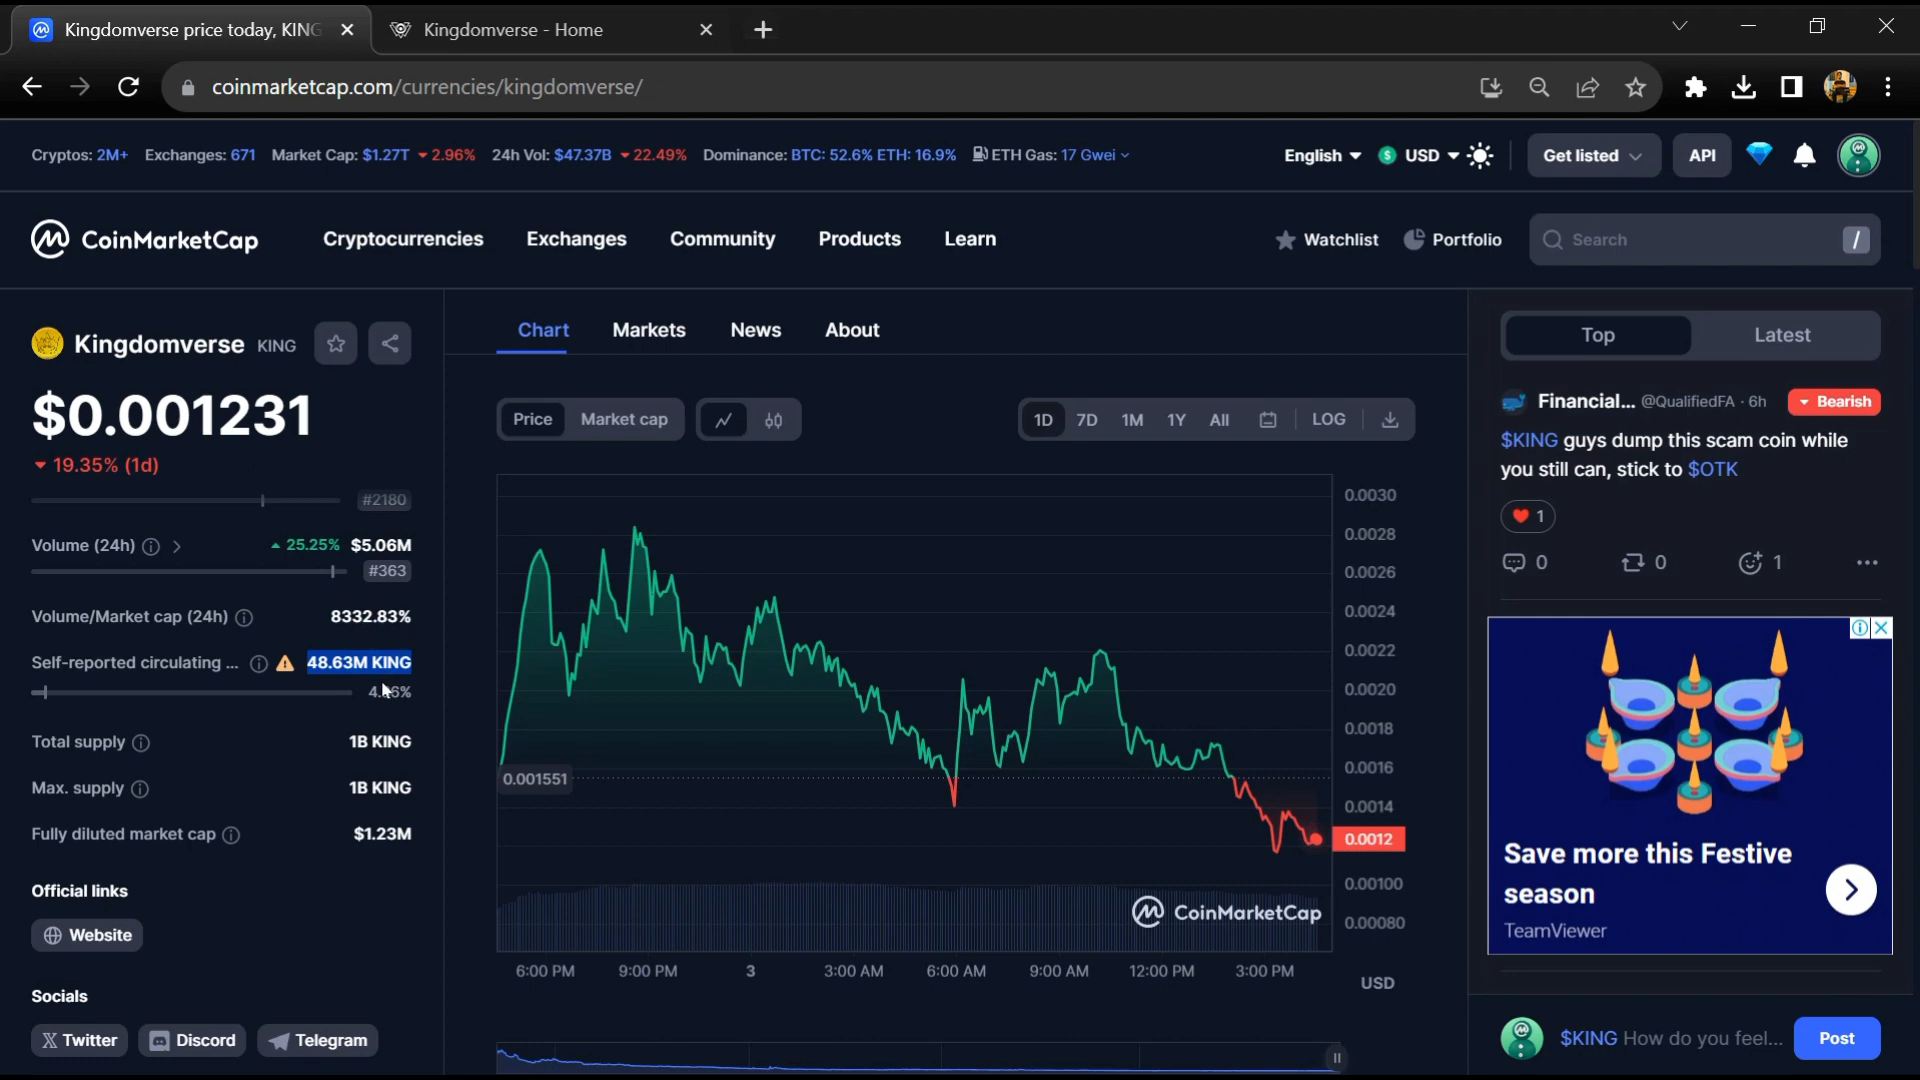 Kingdomverse price today, KING
Kingdomverse - Home
coinmarketcap.com/currencies/kingdomverse/
Cryptos: 2M+ Exchanges: 671 Market Cap: $1.27T 2.96% 24h Vol: $47.37B 22.49% Dominance: BTC: 52.6% ETH: 16.9% ETH Gas: 17 Gwei
English USD Get listed API
CoinMarketCap Cryptocurrencies Exchanges Community Products Learn Watchlist Portfolio Search /
Kingdomverse KING
$0.001231
19.35% (1d)
#2180
Volume (24h) 25.25% $5.06M
#363
Volume/Market cap (24h) 8332.83%
Self-reported circulating ... 48.63M KING
Total supply 1B KING
Max. supply 1B KING
Fully diluted market cap $1.23M
Official links
Website
Socials
Twitter Discord Telegram
Chart Markets News About
Price Market cap 1D 7D 1M 1Y All LOG
0.0030
0.0028
0.0026
0.0024
0.0022
0.0020
0.0018
0.0016
0.001551
0.0014
0.0012
0.00100
CoinMarketCap
0.00080
6:00 PM 9:00 PM 3 3:00 AM 6:00 AM 9:00 AM 12:00 PM 3:00 PM
USD
Top Latest
Financial... @QualifiedFA · 6h Bearish
$KING guys dump this scam coin while
you still can, stick to $OTK
1
0 0 1
Save more this Festive
season
TeamViewer
$KING How do you feel... Post